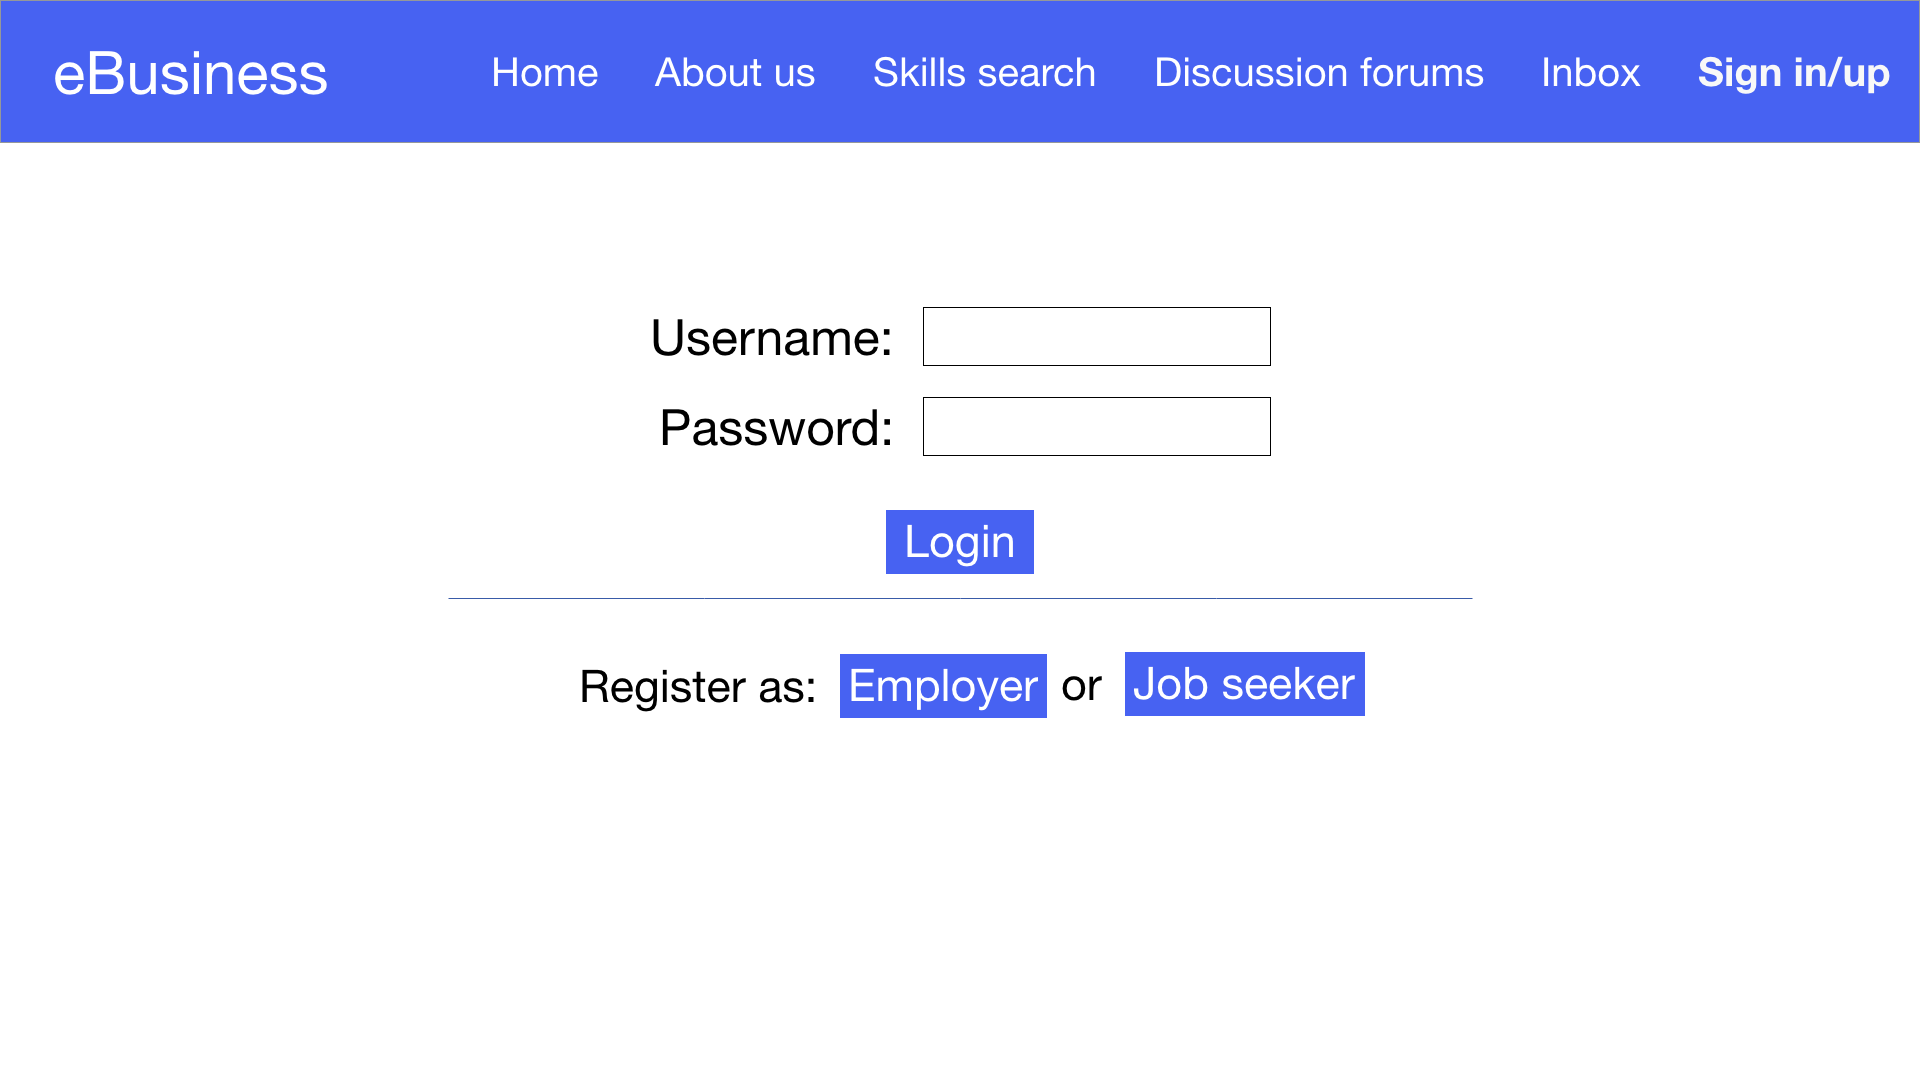 eBusiness Home About us Skills search Discussion forums Inbox Sign in/up
Username:
Password:
Login
Register as: Employer or Job seeker